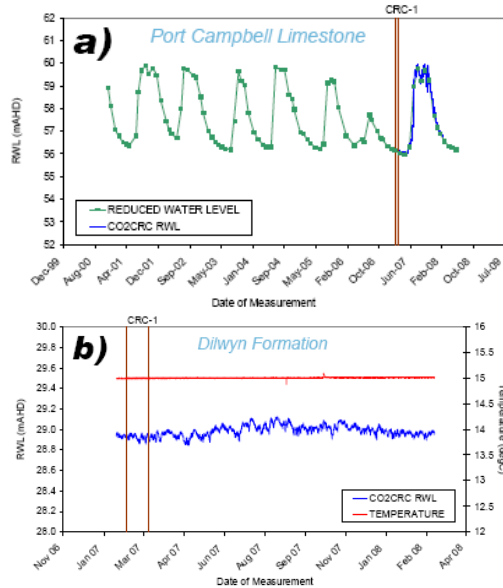 CRC-1
a) Port Campbell Limestone
RWL (mAHD)
62
61
60
59
58
57
56
55
54
53
52
REDUCED WATER LEVEL
CO2CRC RWL
Dec-99 Aug-00 Apr-01 Dec-01 Sep-02 May-03 Jan-04 Sep-04 May-05 Feb-06 Oct-06 Jun-07 Feb-08 Oct-08 Jul-09
Date of Measurement
CRC-1
b) Dilwyn Formation
RWL (mAHD)
30.0
29.8
29.6
29.4
29.2
29.0
28.8
28.6
28.4
28.2
28.0
16
15.5
15
14.5
14
13.5
13
12.5
12
Temperature (degC)
CO2CRC RWL
TEMPERATURE
Nov 06 Jan 07 Mar 07 Apr 07 Jun 07 Aug 07 Sep 07 Nov 07 Jan 08 Feb 08 Apr 08
Date of Measurement